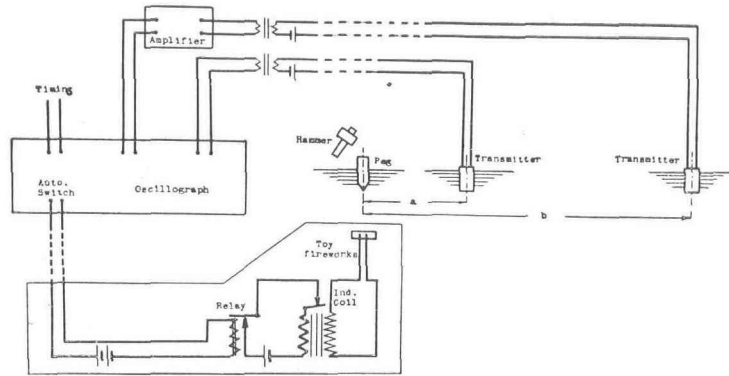 Amplifier
Timing
Hammer
Peg
Transmitter
Transmitter
Auto.
Switch
Oscillograph
a
b
Toy
fireworks
Relay
Ind.
Coil